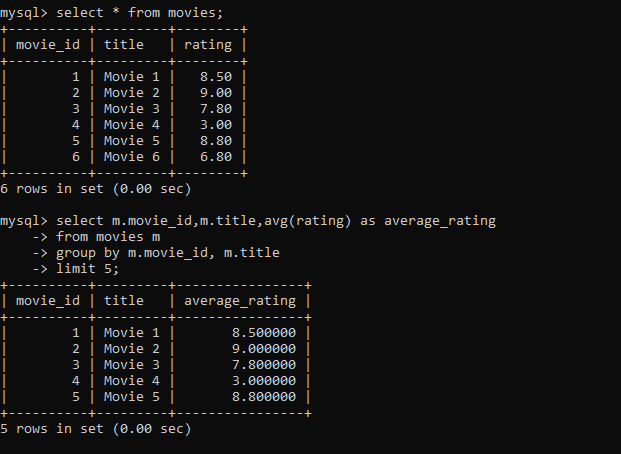 mysql> select * from movies;
+----------+---------+--------+
| movie_id | title   | rating |
+----------+---------+--------+
|        1 | Movie 1 |   8.50 |
|        2 | Movie 2 |   9.00 |
|        3 | Movie 3 |   7.80 |
|        4 | Movie 4 |   3.00 |
|        5 | Movie 5 |   8.80 |
|        6 | Movie 6 |   6.80 |
+----------+---------+--------+
6 rows in set (0.00 sec)

mysql> select m.movie_id,m.title,avg(rating) as average_rating
    -> from movies m
    -> group by m.movie_id, m.title
    -> limit 5;
+----------+---------+----------------+
| movie_id | title   | average_rating |
+----------+---------+----------------+
|        1 | Movie 1 |       8.500000 |
|        2 | Movie 2 |       9.000000 |
|        3 | Movie 3 |       7.800000 |
|        4 | Movie 4 |       3.000000 |
|        5 | Movie 5 |       8.800000 |
+----------+---------+----------------+
5 rows in set (0.00 sec)